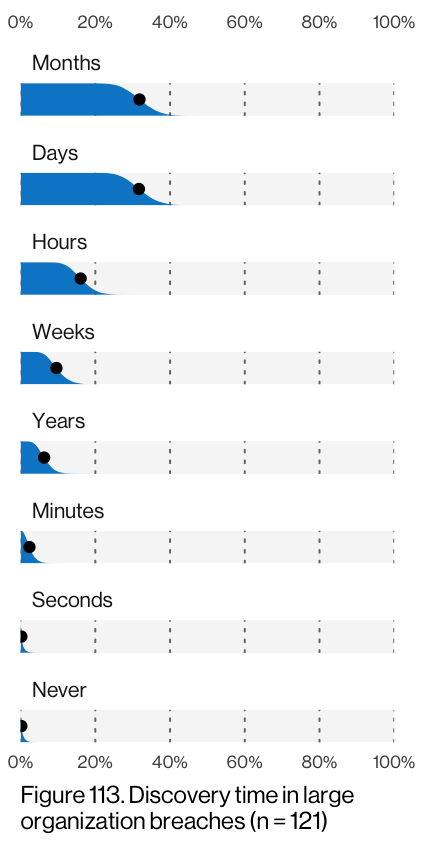 0% 20% 40% 60% 80% 100%
Months
Days
Hours
Weeks
Years
Minutes
Seconds
Never
0% 20% 40% 60% 80% 100%
Figure 113. Discovery time in large
organization breaches (n = 121)